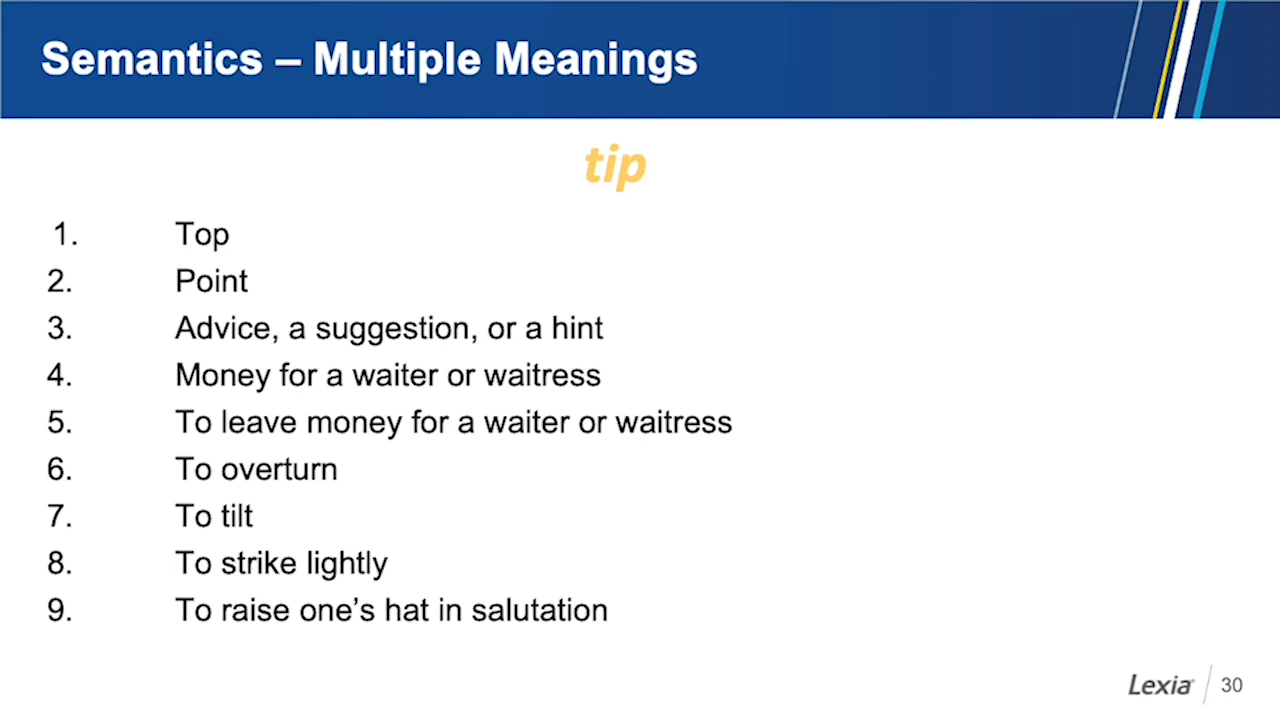 Semantics – Multiple Meanings
tip
1. Top
2. Point
3. Advice, a suggestion, or a hint
4. Money for a waiter or waitress
5. To leave money for a waiter or waitress
6. To overturn
7. To tilt
8. To strike lightly
9. To raise one’s hat in salutation
Lexia 30